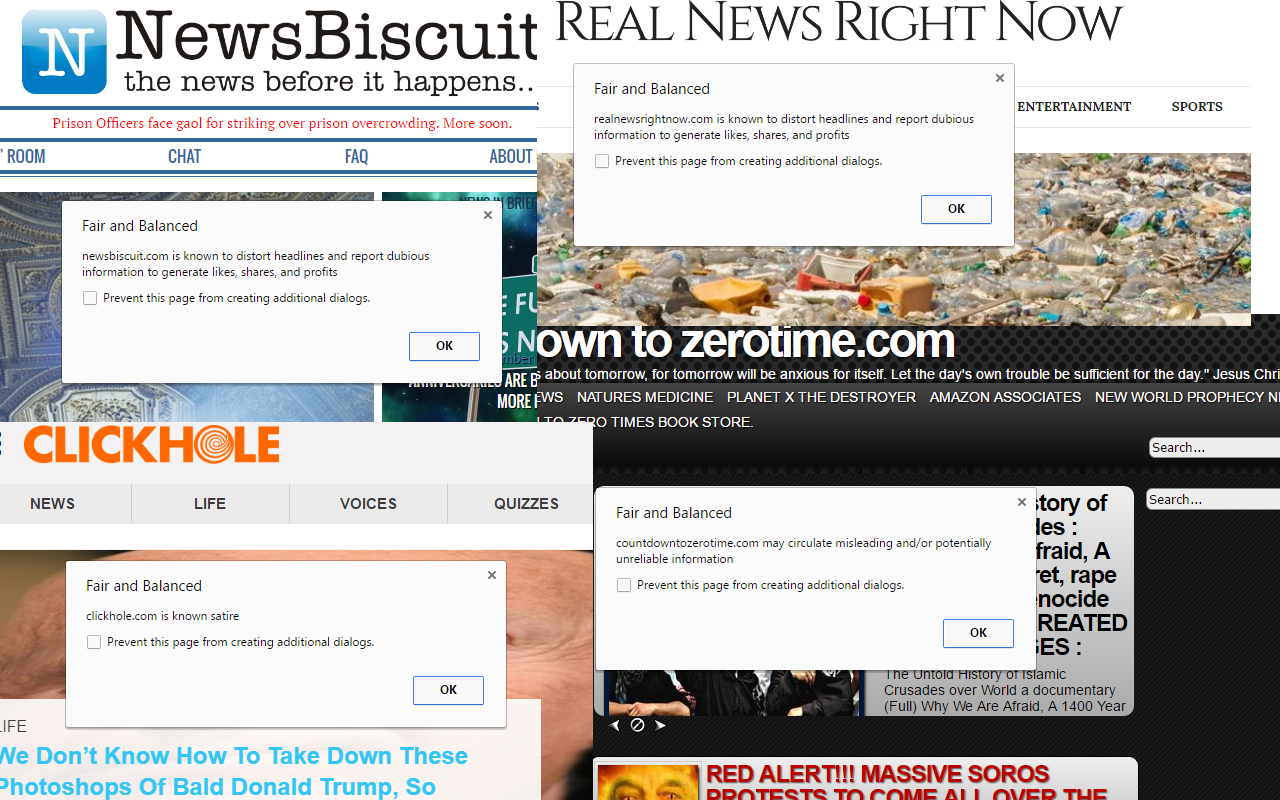 N NewsBiscuit
the news before it happens..
Prison Officers face gaol for striking over prison overcrowding. More soon.
ROOM CHAT FAQ ABOUT
NEWS IN BRIEF
Fair and Balanced
newsbiscuit.com is known to distort headlines and report dubious
information to generate likes, shares, and profits
Prevent this page from creating additional dialogs.
OK
ANNIVERSARIES ARE B
MORE
REAL NEWS RIGHT NOW
ENTERTAINMENT SPORTS
Fair and Balanced
realnewsrightnow.com is known to distort headlines and report dubious
information to generate likes, shares, and profits
Prevent this page from creating additional dialogs.
OK
own to zerotime.com
s about tomorrow, for tomorrow will be anxious for itself. Let the day's own trouble be sufficient for the day." Jesus Chri
EWS NATURES MEDICINE PLANET X THE DESTROYER AMAZON ASSOCIATES NEW WORLD PROPHECY NE
TO ZERO TIMES BOOK STORE.
Search...
Search...
CLICKHOLE
NEWS LIFE VOICES QUIZZES
Fair and Balanced
clickhole.com is known satire
Prevent this page from creating additional dialogs.
OK
LIFE
We Don’t Know How To Take Down These
Photoshops Of Bald Donald Trump, So
Fair and Balanced
countdowntozerotime.com may circulate misleading and/or potentially
unreliable information
Prevent this page from creating additional dialogs.
OK
story of
des :
fraid, A
ret, rape
enocide
REATED
GES :
The Untold History of Islamic
Crusades over World a documentary
(Full) Why We Are Afraid, A 1400 Year
RED ALERT!!! MASSIVE SOROS
PROTESTS TO COME ALL OVER THE